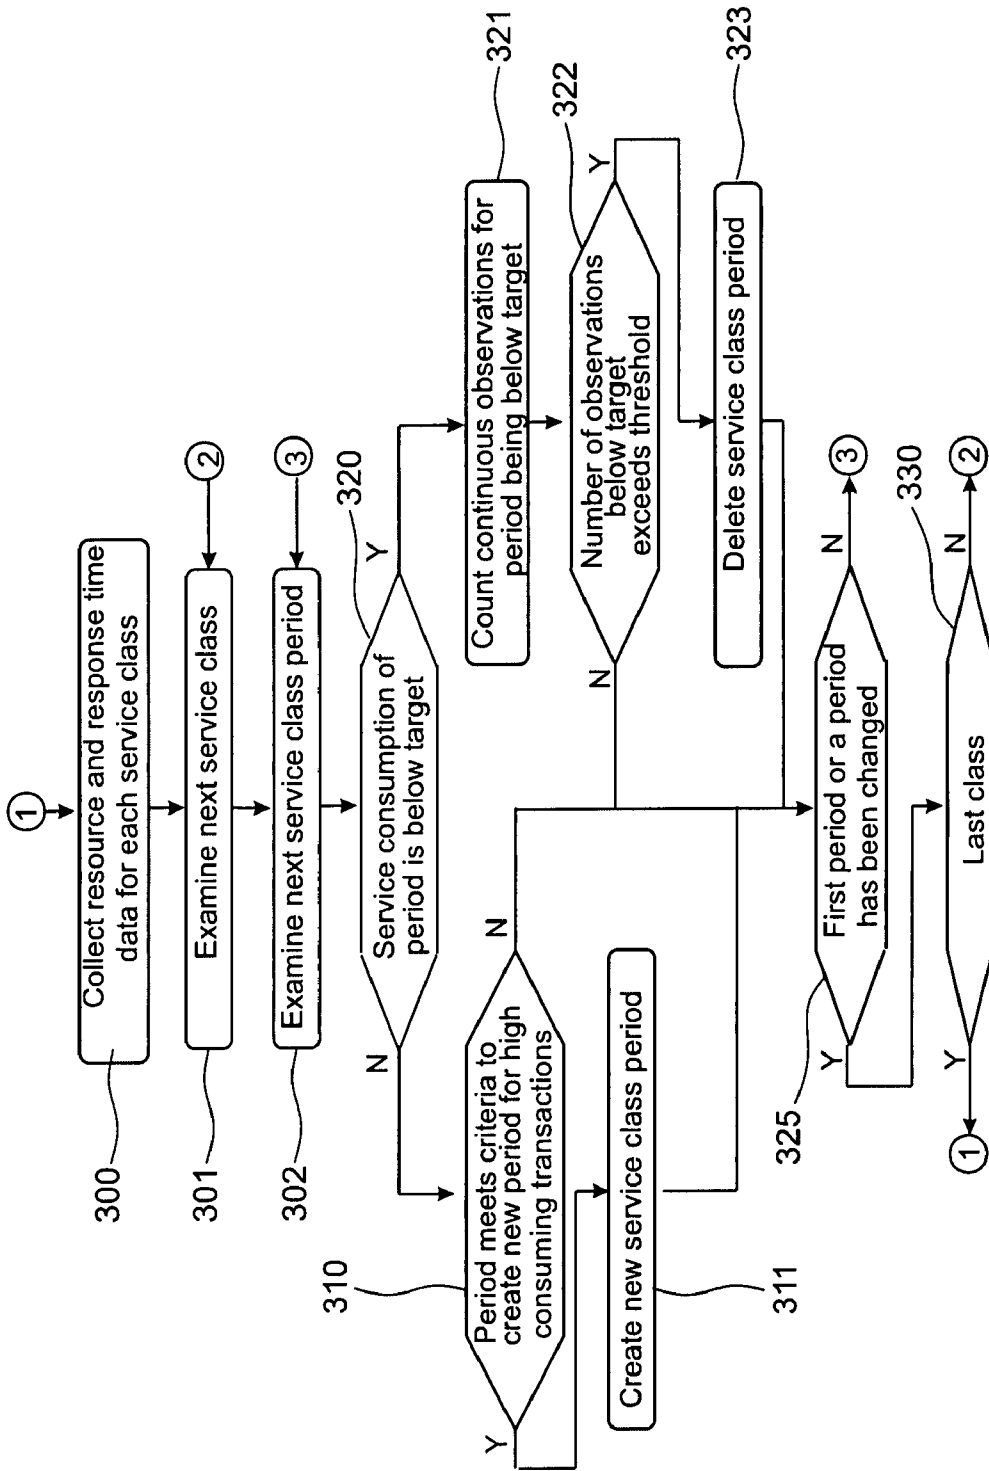 1
Collect resource and response time
data for each service class
300
2
Examine next service class
301
3
Examine next service class period
302
320
Service consumption of
period is below target
N
Y
310
Period meets criteria to
create new period for high
consuming transactions
Y
N
Create new service class period
311
321
Count continuous observations for
period being below target
322
Number of observations
below target
exceeds threshold
N
Y
323
Delete service class period
325
First period or a period
has been changed
Y
N
3
330
Last class
Y
N
1
2